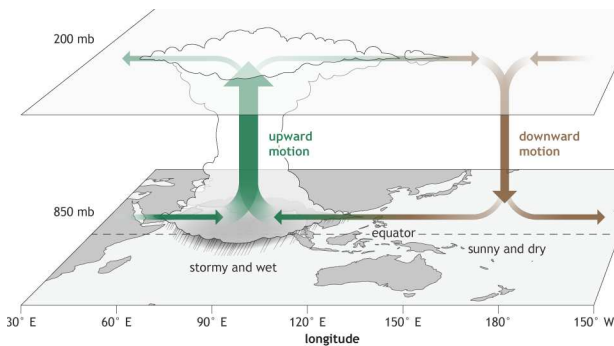 200 mb
upward
motion
downward
motion
850 mb
equator
stormy and wet
sunny and dry
30° E
60° E
90° E
120° E
150° E
180°
150° W
longitude